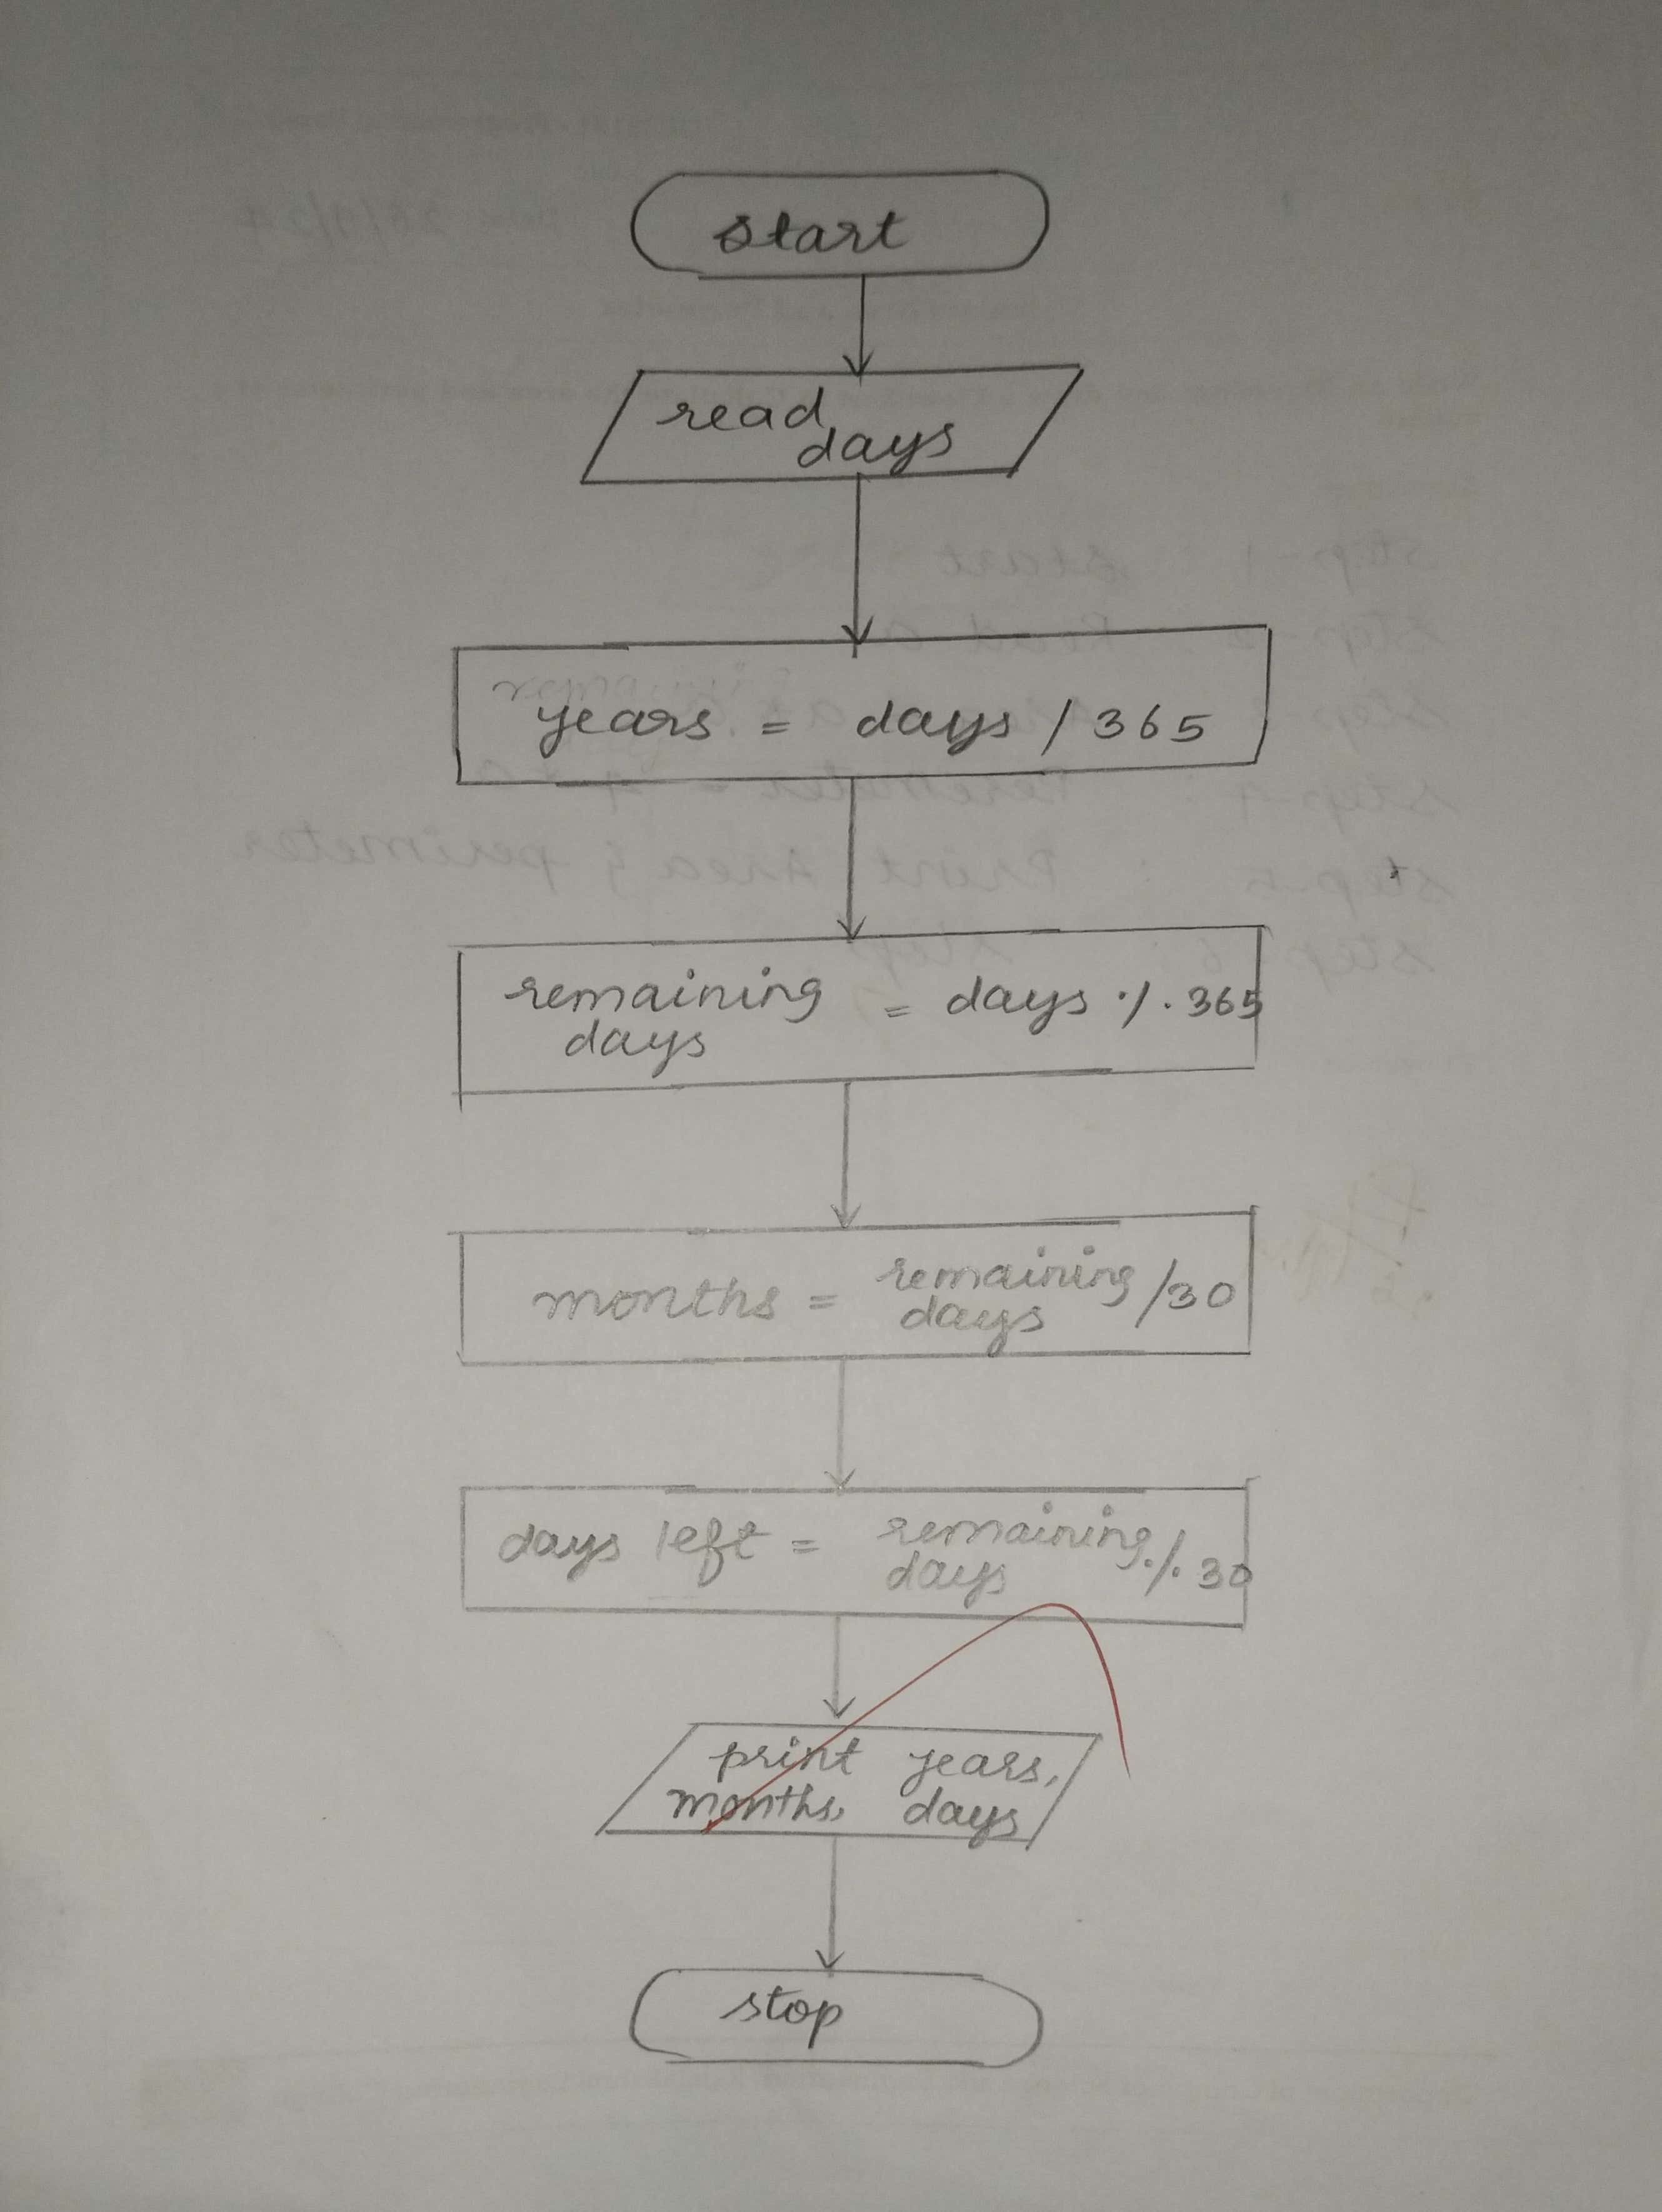 start
read
days
years = days / 365
remaining = days % 365
days
months = remaining /30
days
days left = remaining % 30
days
print years,
months, days
stop